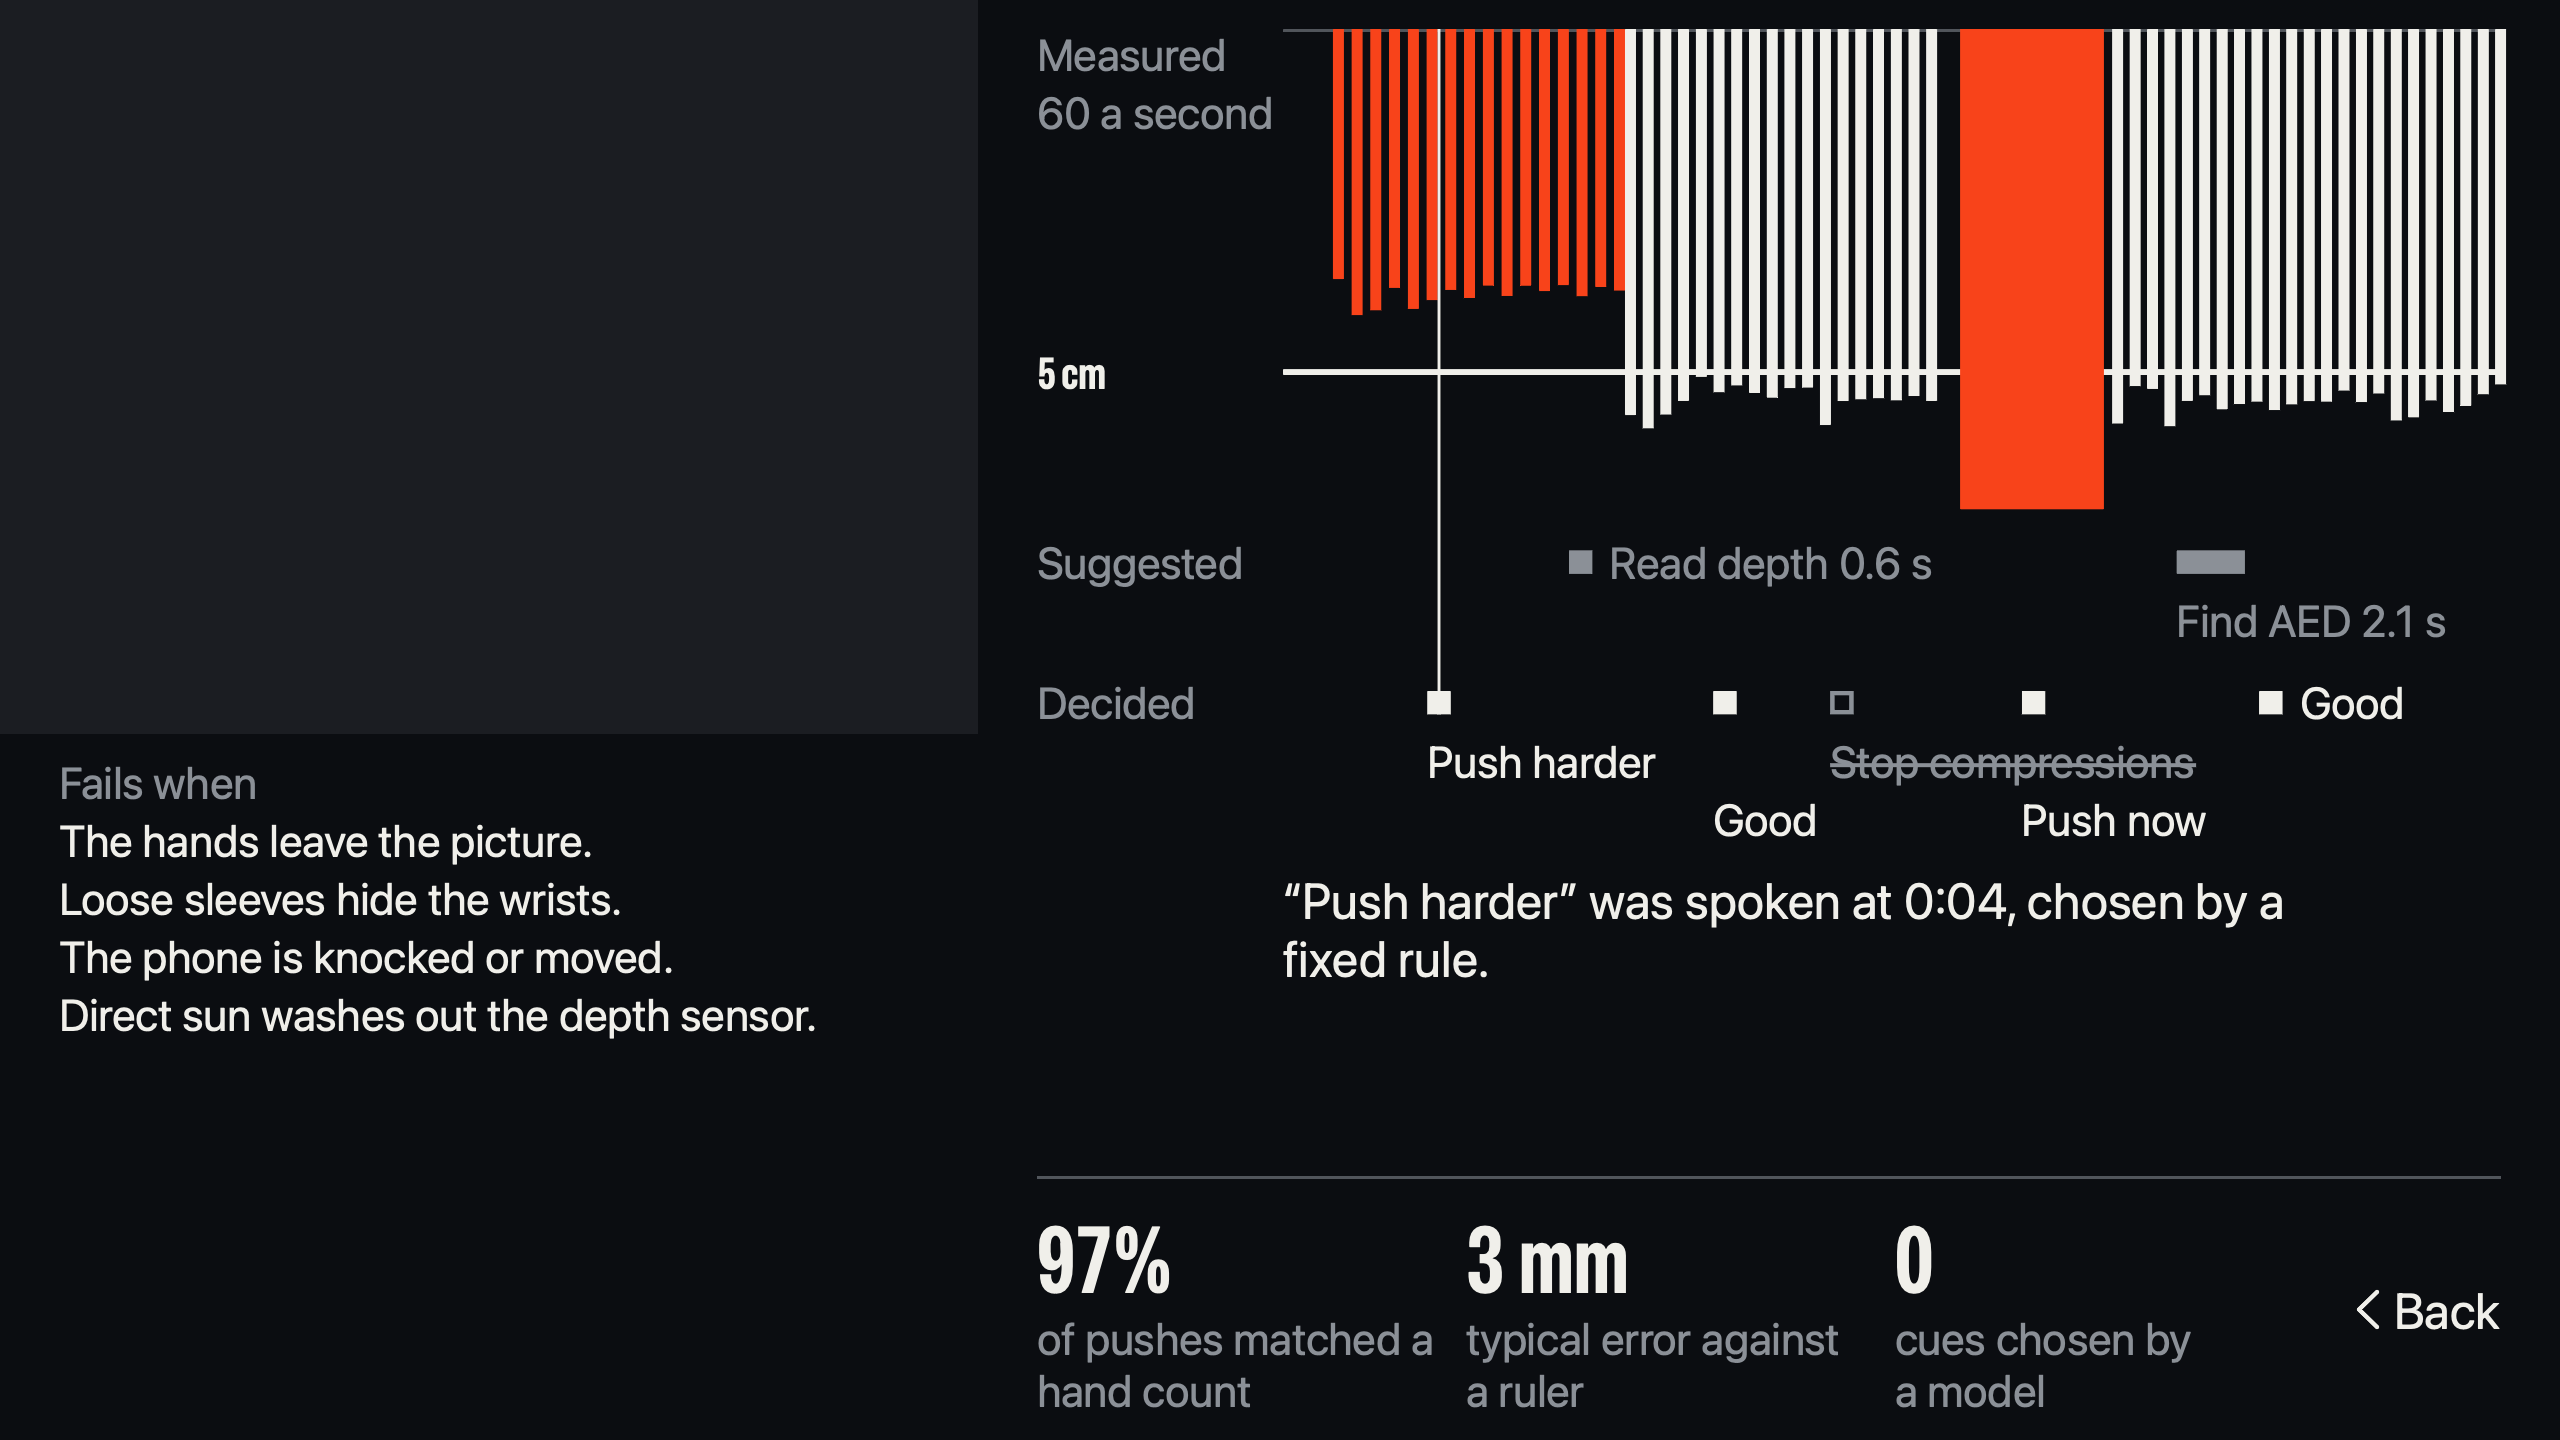 Measured
60 a second
5 cm
Suggested
Read depth 0.6 s
Find AED 2.1 s
Decided
Good
Push harder
Stop compressions
Good
Push now
“Push harder” was spoken at 0:04, chosen by a
fixed rule.
Fails when
The hands leave the picture.
Loose sleeves hide the wrists.
The phone is knocked or moved.
Direct sun washes out the depth sensor.
97%
of pushes matched a
hand count
3 mm
typical error against
a ruler
0
cues chosen by
a model
Back